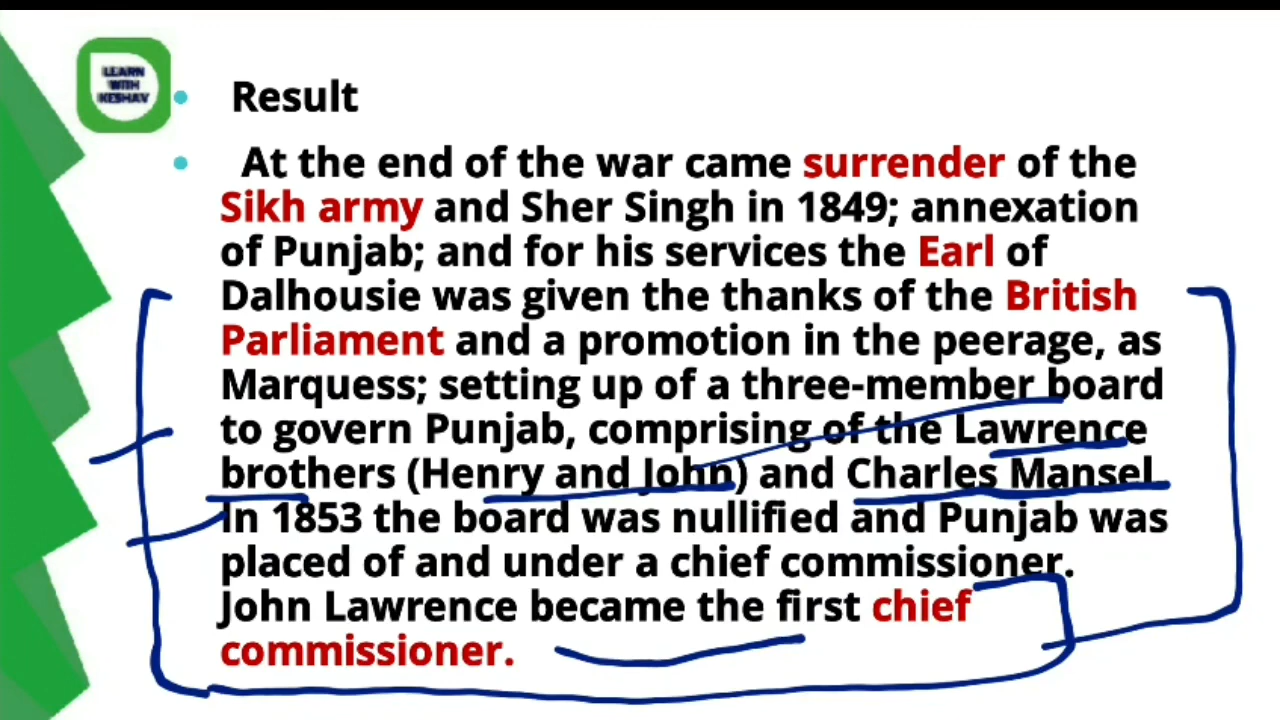 LEARN
WITH
KESHAV
Result
At the end of the war came surrender of the
Sikh army and Sher Singh in 1849; annexation
of Punjab; and for his services the Earl of
Dalhousie was given the thanks of the British
Parliament and a promotion in the peerage, as
Marquess; setting up of a three-member board
to govern Punjab, comprising of the Lawrence
brothers (Henry and John) and Charles Mansel.
In 1853 the board was nullified and Punjab was
placed of and under a chief commissioner.
John Lawrence became the first chief
commissioner.